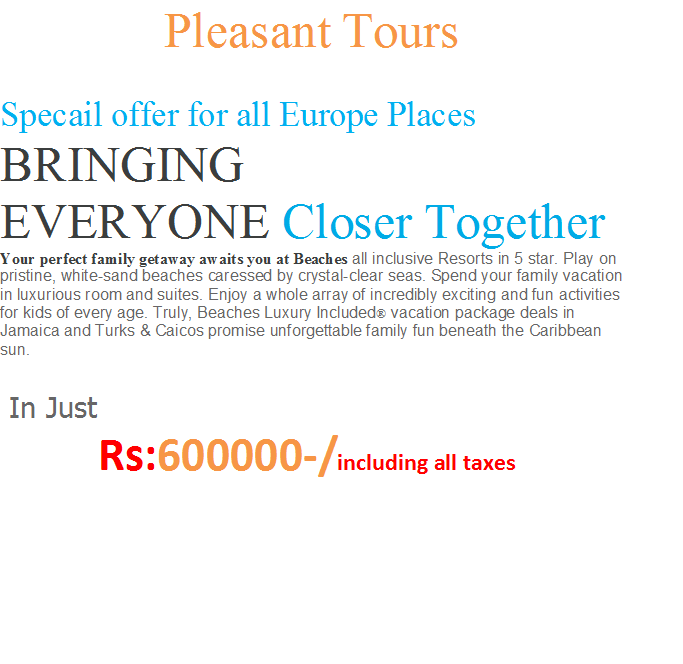 Pleasant Tours
Specail offer for all Europe Places
BRINGING
EVERYONE Closer Together
Your perfect family getaway awaits you at Beaches all inclusive Resorts in 5 star. Play on
pristine, white-sand beaches caressed by crystal-clear seas. Spend your family vacation
in luxurious room and suites. Enjoy a whole array of incredibly exciting and fun activities
for kids of every age. Truly, Beaches Luxury Included® vacation package deals in
Jamaica and Turks & Caicos promise unforgettable family fun beneath the Caribbean
sun.
In Just
Rs:600000-/including all taxes